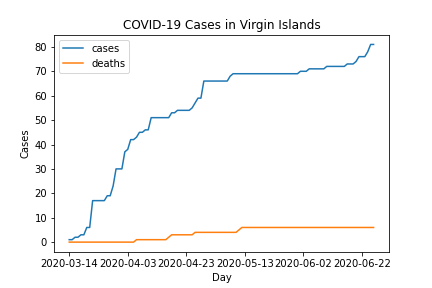 COVID-19 Cases in Virgin Islands
cases
deaths
80
70
60
50
40
30
20
10
0
Cases
2020-03-14 2020-04-03 2020-04-23 2020-05-13 2020-06-02 2020-06-22
Day